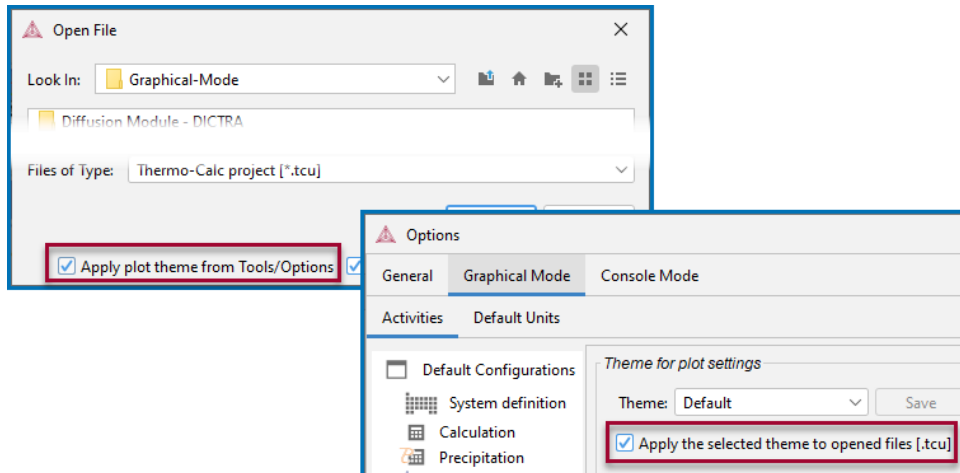 Open File
Look In: Graphical-Mode
Diffusion Module - DICTRA
Files of Type: Thermo-Calc project [*.tcu]
Apply plot theme from Tools/Options
Options
General Graphical Mode Console Mode
Activities Default Units
Default Configurations
System definition
Calculation
Precipitation
Theme for plot settings
Theme: Default Save
Apply the selected theme to opened files [.tcu]